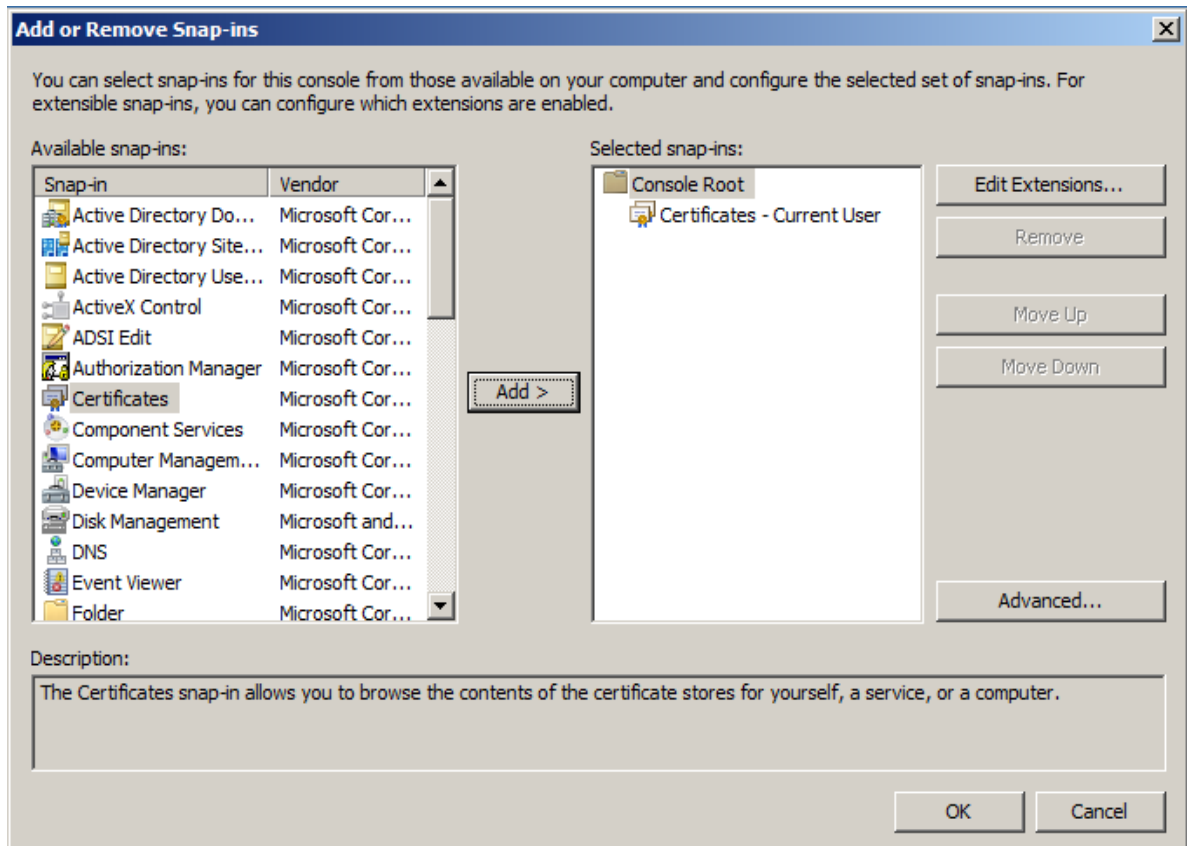 Add or Remove Snap-ins
You can select snap-ins for this console from those available on your computer and configure the selected set of snap-ins. For
extensible snap-ins, you can configure which extensions are enabled.
Available snap-ins:
Snap-in Vendor
Active Directory Do... Microsoft Cor...
Active Directory Site... Microsoft Cor...
Active Directory Use... Microsoft Cor...
ActiveX Control Microsoft Cor...
ADSI Edit Microsoft Cor...
Authorization Manager Microsoft Cor...
Certificates Microsoft Cor...
Component Services Microsoft Cor...
Computer Managem... Microsoft Cor...
Device Manager Microsoft Cor...
Disk Management Microsoft and...
DNS Microsoft Cor...
Event Viewer Microsoft Cor...
Folder Microsoft Cor...
Add >
Selected snap-ins:
Console Root
Certificates - Current User
Edit Extensions...
Remove
Move Up
Move Down
Advanced...
Description:
The Certificates snap-in allows you to browse the contents of the certificate stores for yourself, a service, or a computer.
OK Cancel